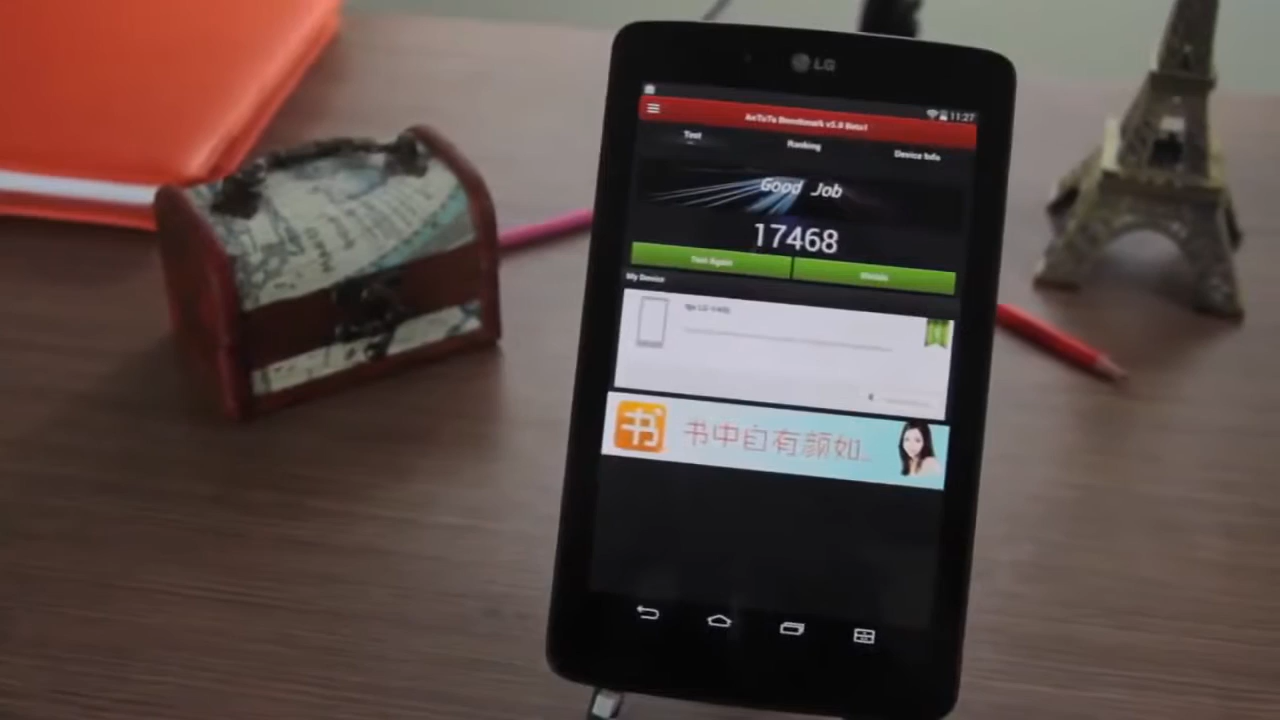 LG
11:27
AnTuTu Benchmark v5.0 Beta1
Test
Ranking
Device Info
Good Job
17468
Test Again
Details
My Device
书
书中自有颜如...